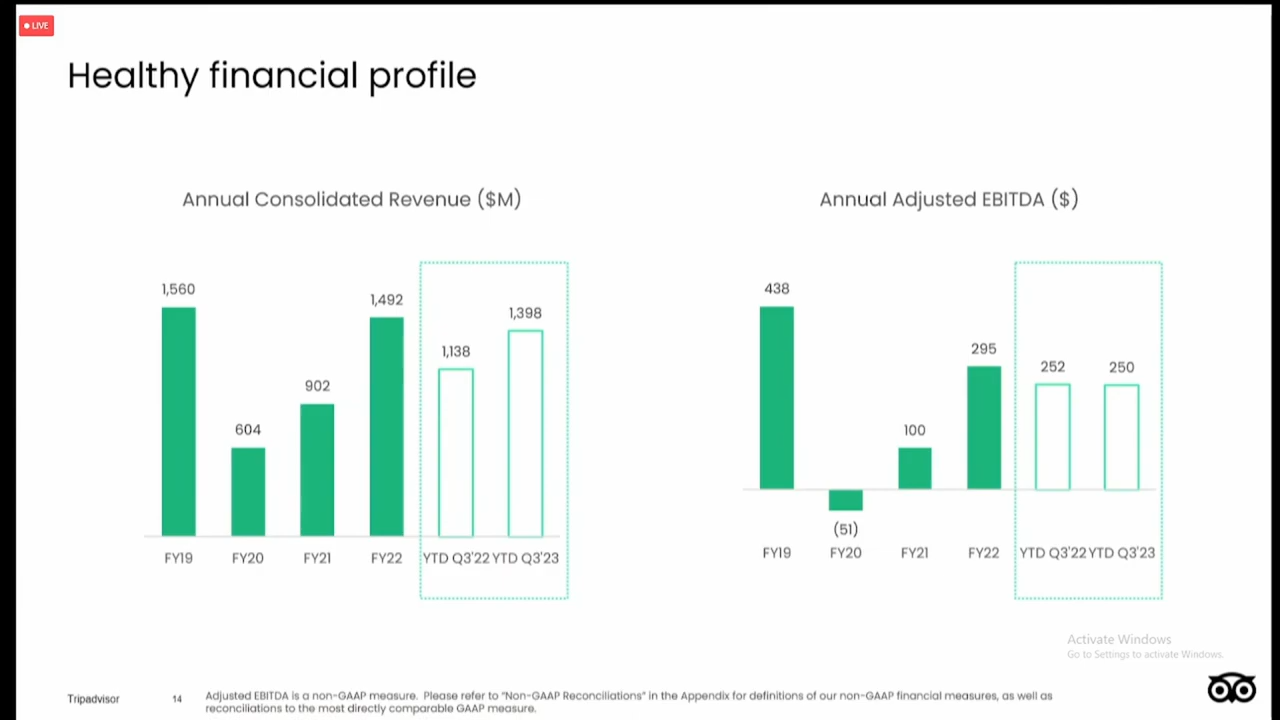 LIVE
Healthy financial profile
Annual Consolidated Revenue ($M)
1,560
604
902
1,492
1,138
1,398
FY19
FY20
FY21
FY22
YTD Q3'22
YTD Q3'23
Annual Adjusted EBITDA ($)
438
(51)
100
295
252
250
FY19
FY20
FY21
FY22
YTD Q3'22
YTD Q3'23
Activate Windows
Go to Settings to activate Windows.
Tripadvisor
14
Adjusted EBITDA is a non-GAAP measure. Please refer to "Non-GAAP Reconciliations" in the Appendix for definitions of our non-GAAP financial measures, as well as
reconciliations to the most directly comparable GAAP measure.